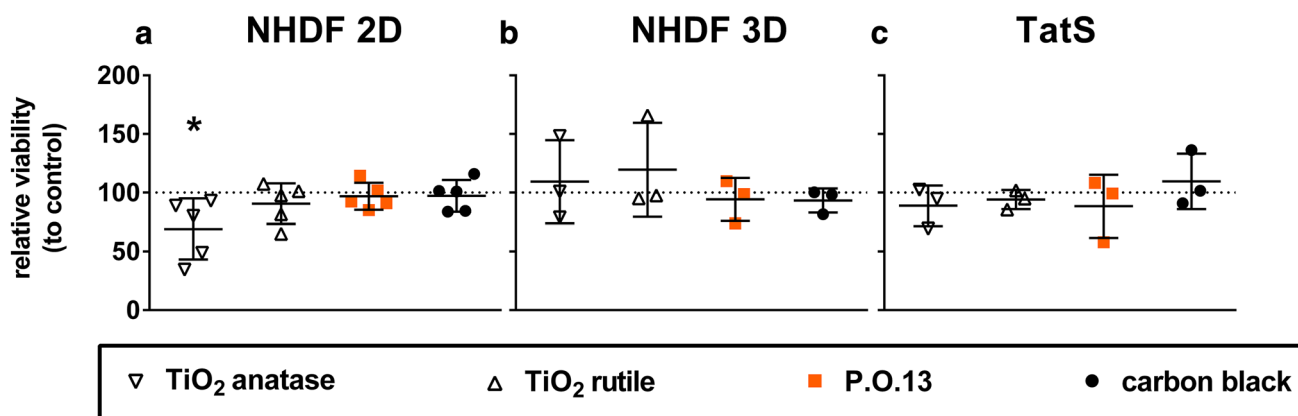 a NHDF 2D b NHDF 3D c TatS
relative viability
(to control)
200
150
100
50
0
*
TiO2 anatase TiO2 rutile P.O.13 carbon black